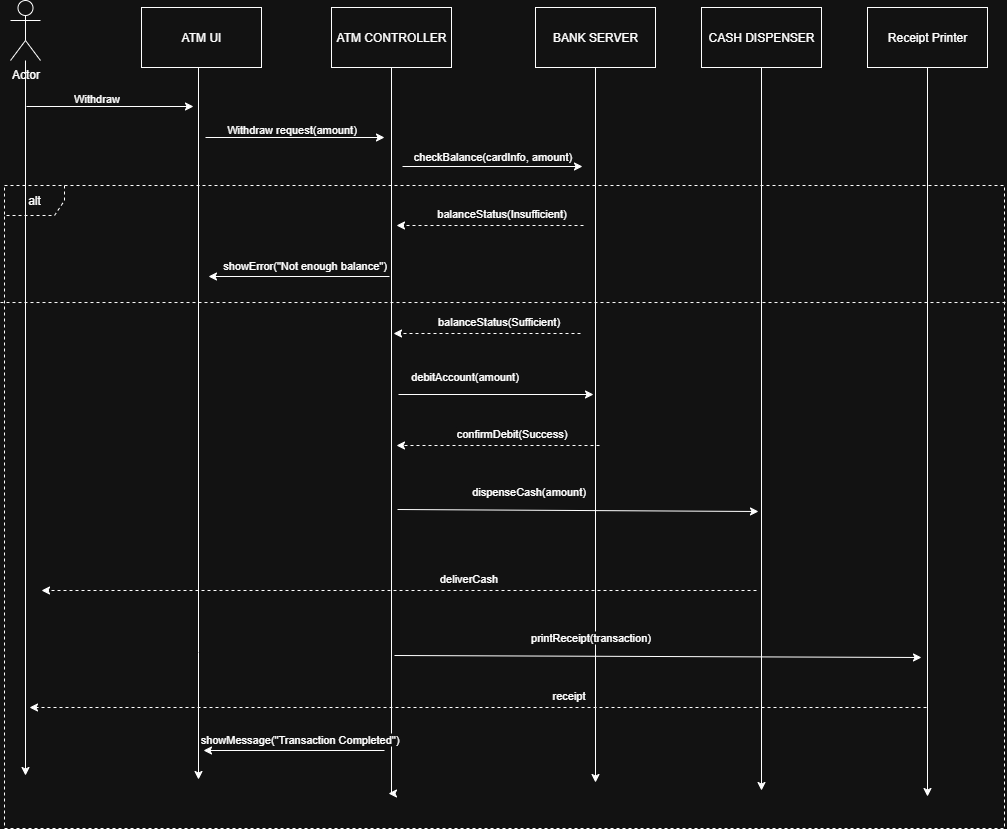 Actor
ATM UI
ATM CONTROLLER
BANK SERVER
CASH DISPENSER
Receipt Printer
Withdraw
Withdraw request(amount)
checkBalance(cardInfo, amount)
alt
balanceStatus(Insufficient)
showError("Not enough balance")
balanceStatus(Sufficient)
debitAccount(amount)
confirmDebit(Success)
dispenseCash(amount)
deliverCash
printReceipt(transaction)
receipt
showMessage("Transaction Completed")